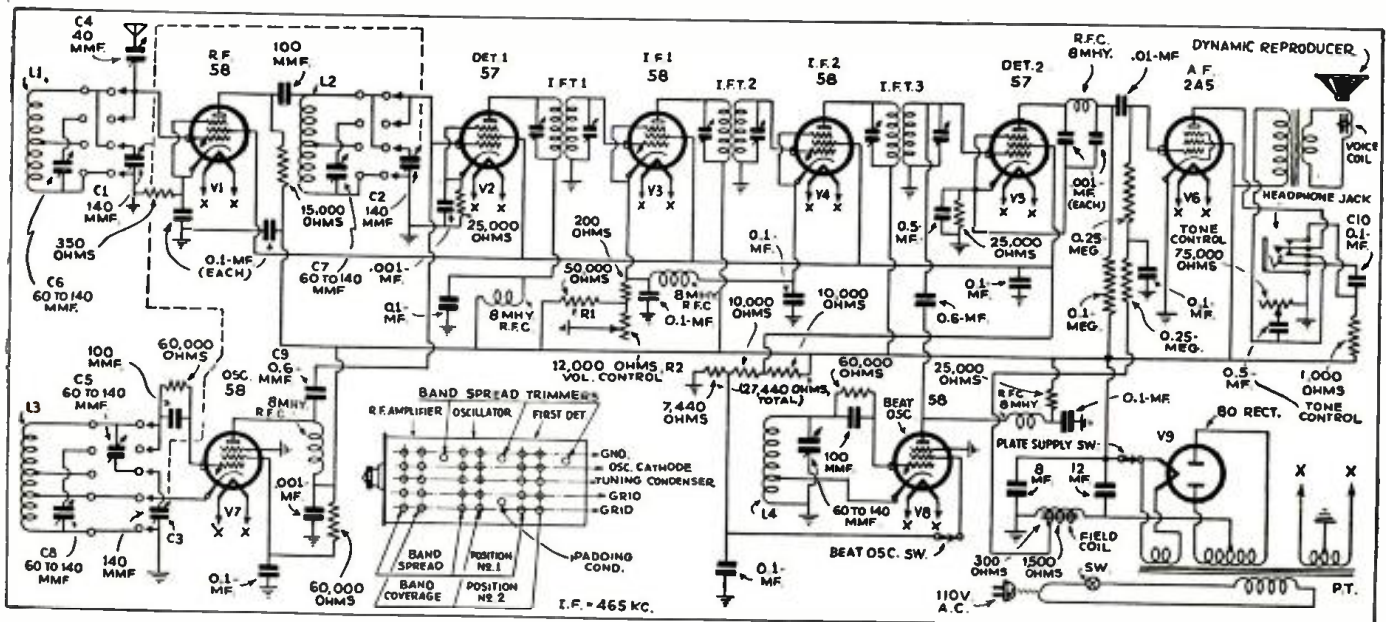 C4
40
MMF.
L1.
R.F.
58
100
MMF.
L2
DET.1
57
I.F.T 1
I.F.1
58
I.F.T.2
I.F.2
58
I.F.T.3
DET.2
57
R.F.C.
8 MHY.
.01-MF
A.F.
2A5
DYNAMIC REPRODUCER
VOICE
COIL
HEADPHONE JACK
C1
140
MMF.
350
OHMS
C6
60 TO 140
MMF.
V1
X X
0.1-MF
(EACH)
15,000
OHMS
C2
140
MMF.
C7
60 TO 140
MMF
V2
X X
25,000
OHMS
.001-
MF.
0.1
MF.
8 MHY
R.F.C
V3
X X
200
OHMS
50,000
OHMS
R1
8 MHY
R.F.C
0.1-MF
12,000 OHMS, R2
VOL. CONTROL
V4
X X
0.1-
MF.
10,000
OHMS
10,000
OHMS
7,440
OHMS
(27,440 OHMS,
TOTAL)
V5
X X
0.5-
MF.
25,000
OHMS
0.6-MF.
0.1-
MF.
.001-
MF
(EACH)
0.25
MEG.
0.1-
MEG.
0.1-
MF.
0.25-
MEG.
V6
X X
TONE
CONTROL
75,000
OHMS
C10
0.1-
MF.
0.5-
MF.
1,000
OHMS
TONE
CONTROL
100
MMF
60,000
OHMS
C5
60 TO 140
MMF
L3
OSC.
58
8 MHY
R.F.C.
C9
0.6-
MMF
C8
60 TO 140
MMF
140
MMF
C3
V7
X X
.001
MF.
0.1-
MF
60,000
OHMS
BAND SPREAD TRIMMERS
R.F. AMPLIFIER
OSCILLATOR
FIRST DET.
GND.
OSC. CATHODE
TUNING CONDENSER
GRID
GRID
BAND
SPREAD
POSITION
No. 1
BAND
COVERAGE
POSITION
No 2
PADDING
COND.
I.F. = 465 KC.
60,000
OHMS
BEAT
OSC.
58
L4
100
MMF
60 TO 140
MMF
V8
X X
BEAT OSC. SW.
0.1-
MF.
25,000
OHMS
R.F.C
8 MHY
0.1-MF.
PLATE SUPPLY SW.
80 RECT.
V9
8
MF.
12
MF.
300
OHMS
1,500
OHMS
FIELD
COIL
SW.
110V.
A.C.
X X
P.T.